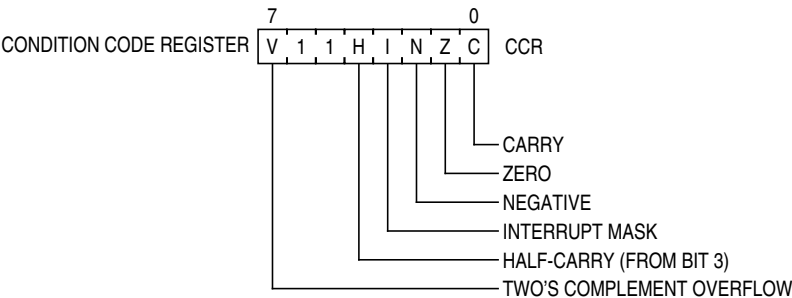 7 0
CONDITION CODE REGISTER V 1 1 H I N Z C CCR
CARRY
ZERO
NEGATIVE
INTERRUPT MASK
HALF-CARRY (FROM BIT 3)
TWO'S COMPLEMENT OVERFLOW